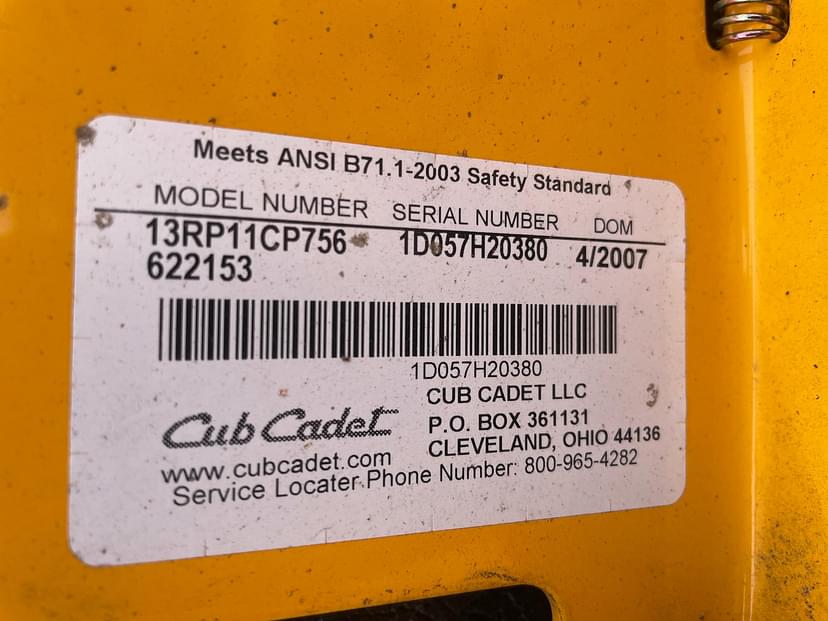 Meets ANSI B71.1-2003 Safety Standard
MODEL NUMBER SERIAL NUMBER DOM
13RP11CP756 1D057H20380 4/2007
622153
1D057H20380
CUB CADET LLC
P.O. BOX 361131
CLEVELAND, OHIO 44136
Cub Cadet
www.cubcadet.com
Service Locater Phone Number: 800-965-4282